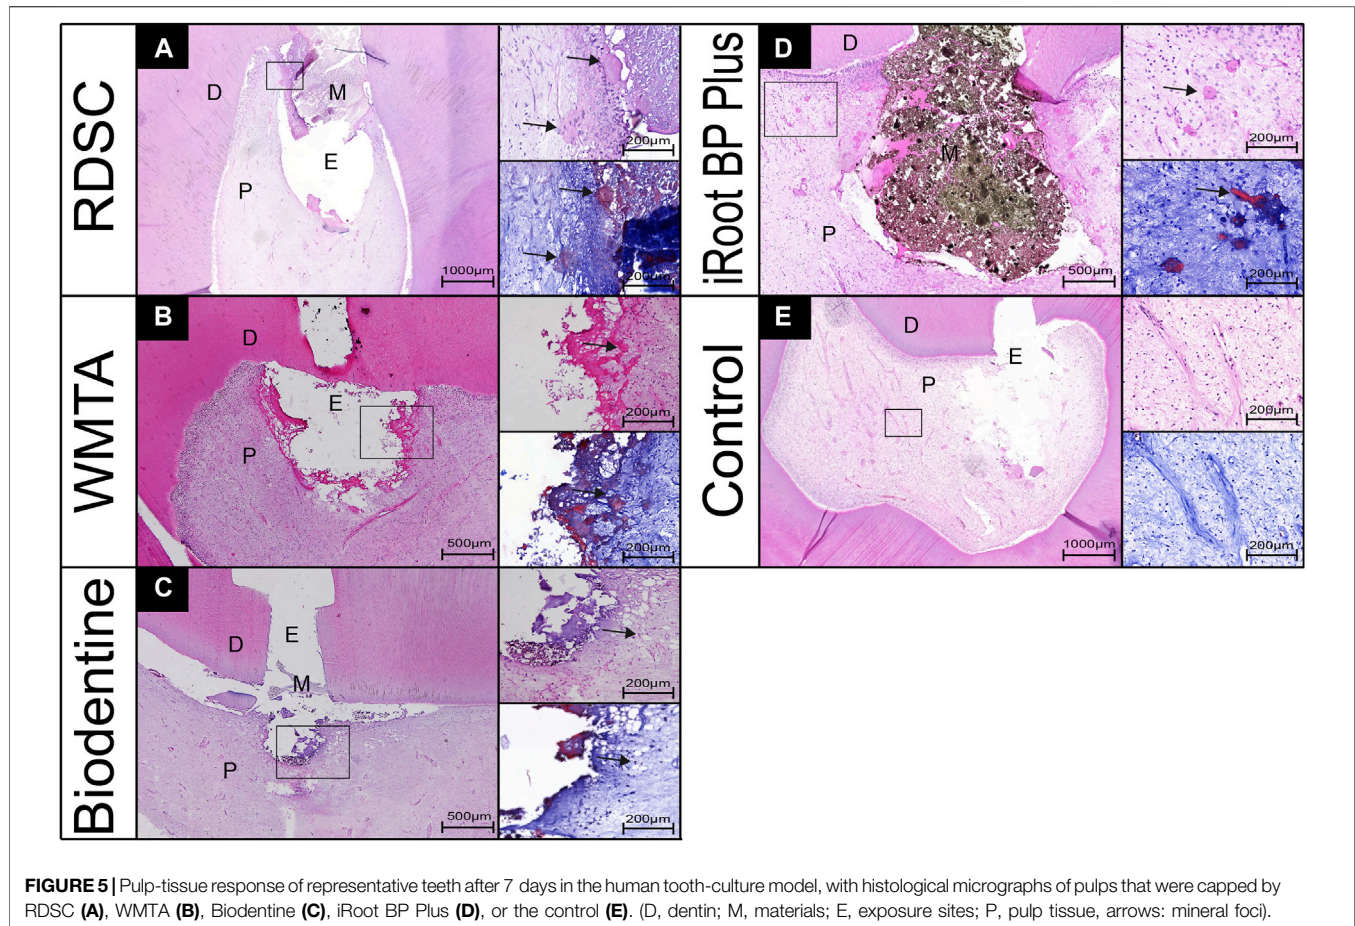 RDSC
A
D
M
E
P
1000μm
200μm
200μm
iRoot BP Plus
D
D
M
P
500μm
200μm
200μm
WMTA
B
D
E
P
500μm
200μm
200μm
Control
E
D
E
P
1000μm
200μm
200μm
Biodentine
C
D
E
M
P
500μm
200μm
200μm
FIGURE 5 | Pulp-tissue response of representative teeth after 7 days in the human tooth-culture model, with histological micrographs of pulps that were capped by
RDSC (A), WMTA (B), Biodentine (C), iRoot BP Plus (D), or the control (E). (D, dentin; M, materials; E, exposure sites; P, pulp tissue, arrows: mineral foci).